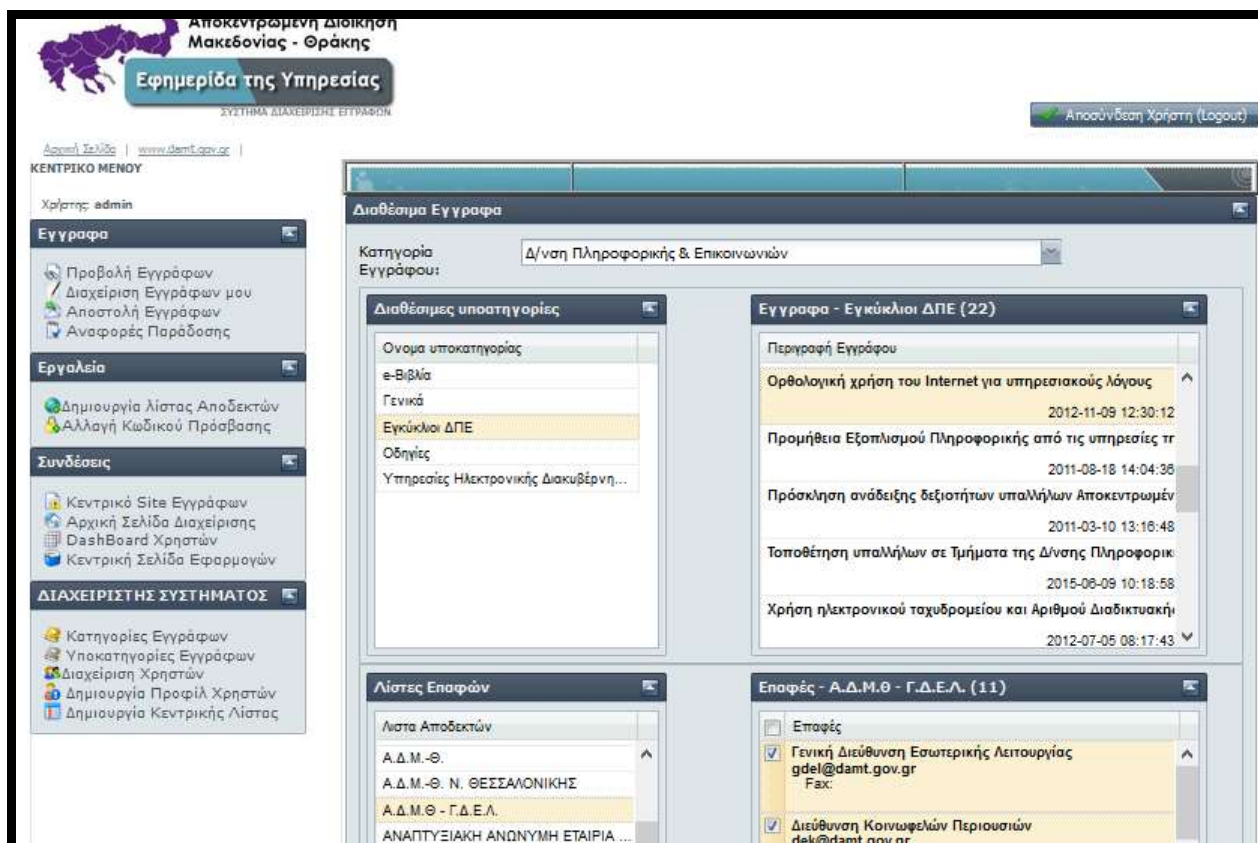 Αποκεντρωμένη Διοίκηση
Μακεδονίας - Θράκης
Εφημερίδα της Υπηρεσίας
ΣΥΣΤΗΜΑ ΔΙΑΧΕΙΡΙΣΗΣ ΕΓΓΡΑΦΩΝ
Αποσύνδεση Χρήστη (Logout)
Αρχική Σελίδα | www.damt.gov.gr |
ΚΕΝΤΡΙΚΟ ΜΕΝΟΥ
Χρήστης: admin
Εγγραφα
Προβολή Εγγράφων
Διαχείριση Εγγράφων μου
Αποστολή Εγγράφων
Αναφορές Παράδοσης
Εργαλεία
Δημιουργία λίστας Αποδεκτών
Αλλαγή Κωδικού Πρόσβασης
Συνδέσεις
Κεντρικό Site Εγγράφων
Αρχική Σελίδα Διαχείρισης
DashBoard Χρηστών
Κεντρική Σελίδα Εφαρμογών
ΔΙΑΧΕΙΡΙΣΤΗΣ ΣΥΣΤΗΜΑΤΟΣ
Κατηγορίες Εγγράφων
Υποκατηγορίες Εγγράφων
Διαχείριση Χρηστών
Δημιουργία Προφίλ Χρηστών
Δημιουργία Κεντρικής Λίστας
Διαθέσιμα Εγγραφα
Κατηγορία
Εγγράφου:
Δ/νση Πληροφορικής & Επικοινωνιών
Διαθέσιμες υποατηγορίες
Ονομα υποκατηγορίας
e-Βιβλία
Γενικά
Εγκύκλιοι ΔΠΕ
Οδηγίες
Υπηρεσίες Ηλεκτρονικής Διακυβέρνη...
Εγγραφα - Εγκύκλιοι ΔΠΕ (22)
Περιγραφή Εγγράφου
Ορθολογική χρήση του Internet για υπηρεσιακούς λόγους
2012-11-09 12:30:12
Προμήθεια Εξοπλισμού Πληροφορικής από τις υπηρεσίες τη
2011-08-18 14:04:36
Πρόσκληση ανάδειξης δεξιοτήτων υπαλλήλων Αποκεντρωμέν
2011-03-10 13:16:48
Τοποθέτηση υπαλλήλων σε Τμήματα της Δ/νσης Πληροφορικ
2015-06-09 10:18:58
Χρήση ηλεκτρονικού ταχυδρομείου και Αριθμού Διαδικτυακή
2012-07-05 08:17:43
Λίστες Επαφών
Λιστα Αποδεκτών
Α.Δ.Μ.-Θ.
Α.Δ.Μ.-Θ. Ν. ΘΕΣΣΑΛΟΝΙΚΗΣ
Α.Δ.Μ.Θ - Γ.Δ.Ε.Λ.
ΑΝΑΠΤΥΞΙΑΚΗ ΑΝΩΝΥΜΗ ΕΤΑΙΡΙΑ ...
Επαφές - Α.Δ.Μ.Θ - Γ.Δ.Ε.Λ. (11)
Επαφές
Γενική Διεύθυνση Εσωτερικής Λειτουργίας
gdel@damt.gov.gr
Fax:
Διεύθυνση Κοινωφελών Περιουσιών
dek@damt.gov.gr